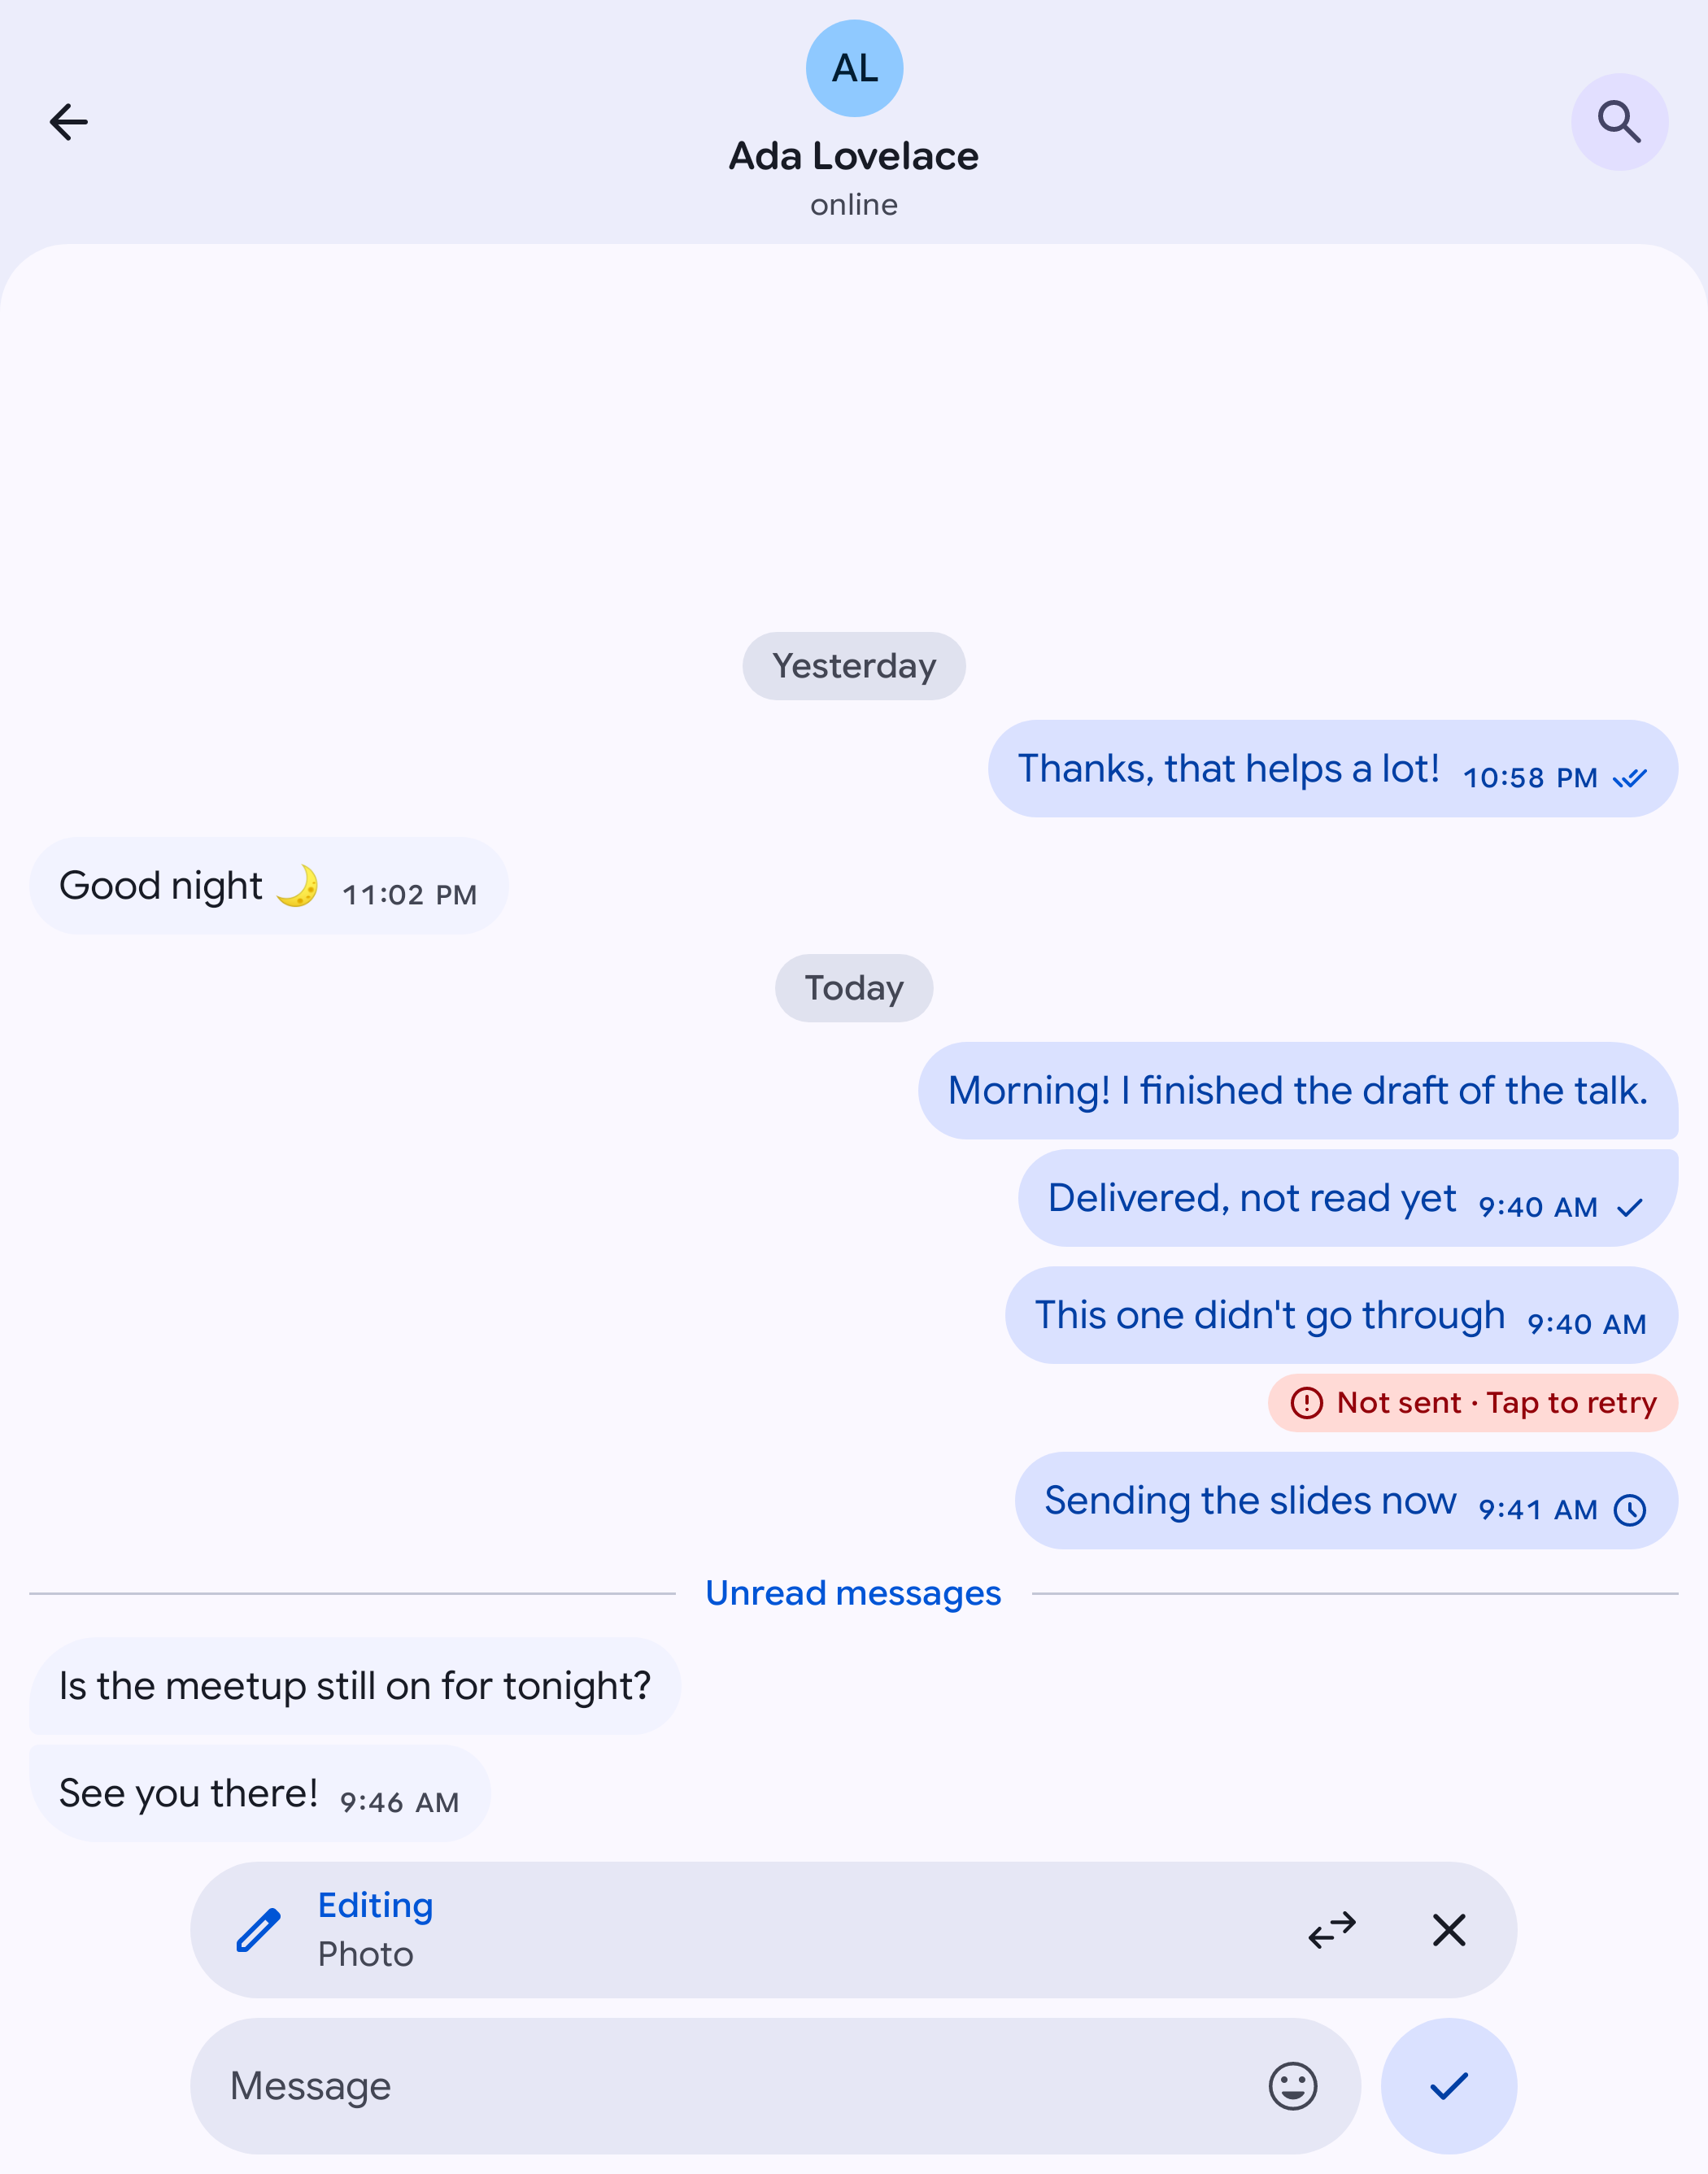 AL
Ada Lovelace
online
Yesterday
Thanks, that helps a lot! 10:58 PM
Good night 🌙 11:02 PM
Today
Morning! I finished the draft of the talk.
Delivered, not read yet 9:40 AM
This one didn't go through 9:40 AM
Not sent · Tap to retry
Sending the slides now 9:41 AM
Unread messages
Is the meetup still on for tonight?
See you there! 9:46 AM
Editing
Photo
Message